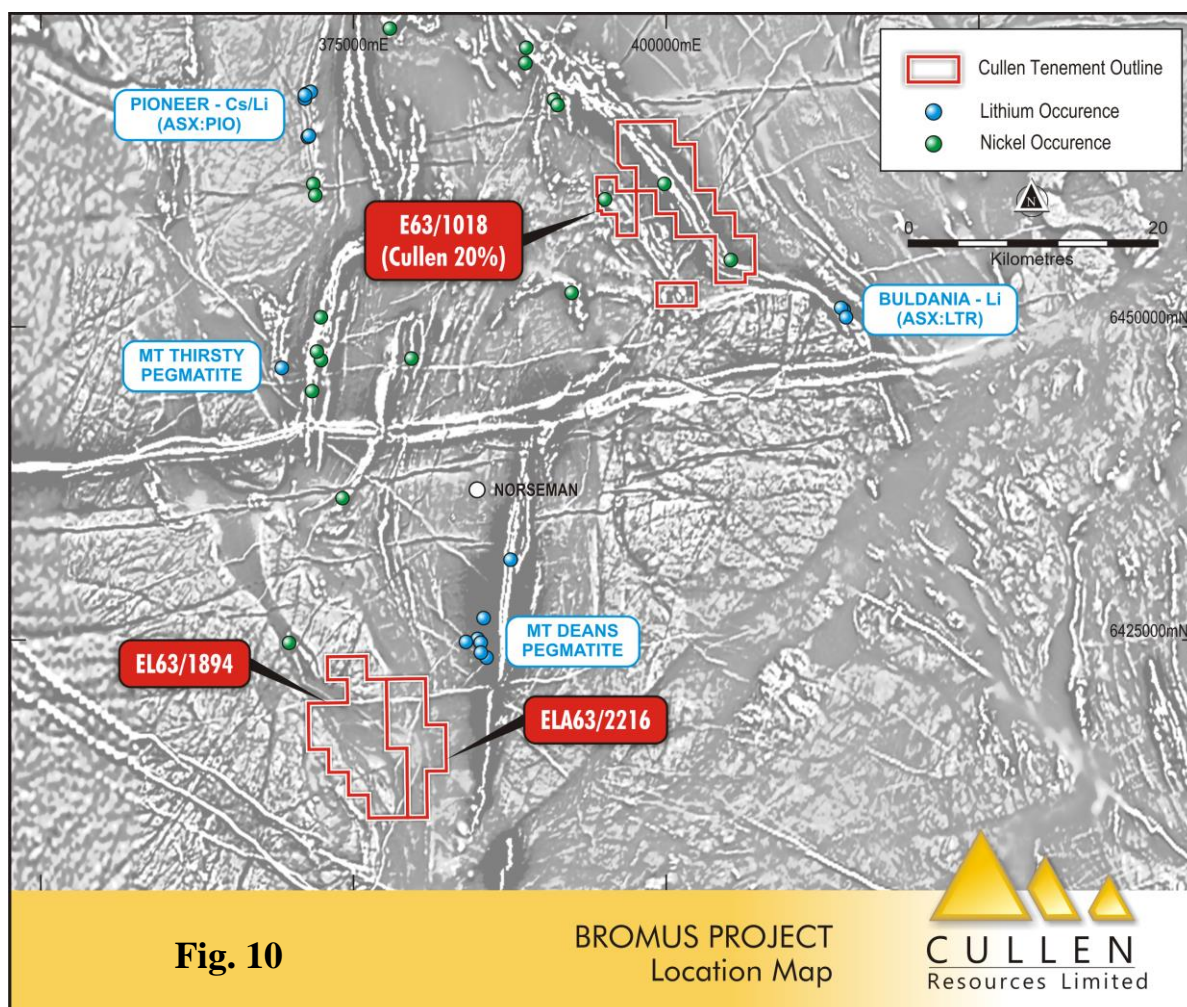 375000mE
400000mE
Cullen Tenement Outline
Lithium Occurence
Nickel Occurence
N
0
20
Kilometres
PIONEER - Cs/Li
(ASX:PIO)
E63/1018
(Cullen 20%)
BULDANIA - Li
(ASX:LTR)
6450000mN
MT THIRSTY
PEGMATITE
NORSEMAN
MT DEANS
PEGMATITE
6425000mN
EL63/1894
ELA63/2216
Fig. 10
BROMUS PROJECT
Location Map
CULLEN
Resources Limited